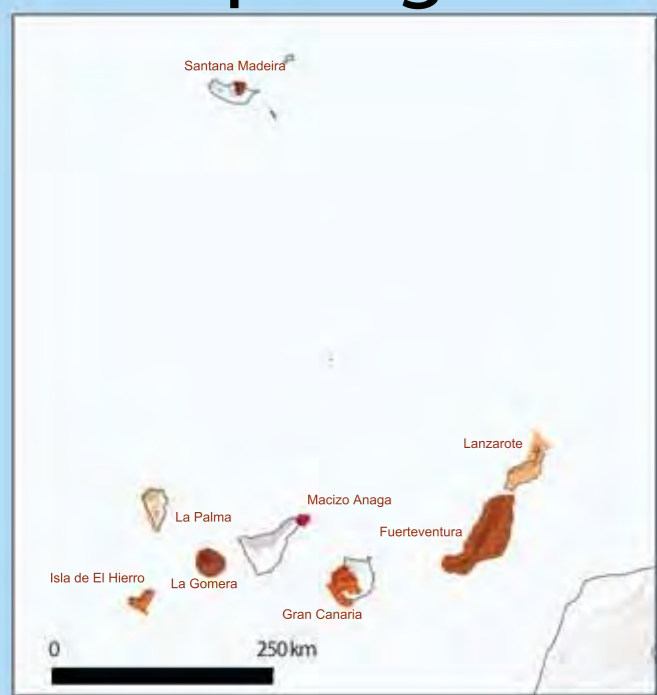 Santana Madeira
Lanzarote
Macizo Anaga
La Palma
Fuerteventura
Isla de El Hierro
La Gomera
Gran Canaria
0 250 km